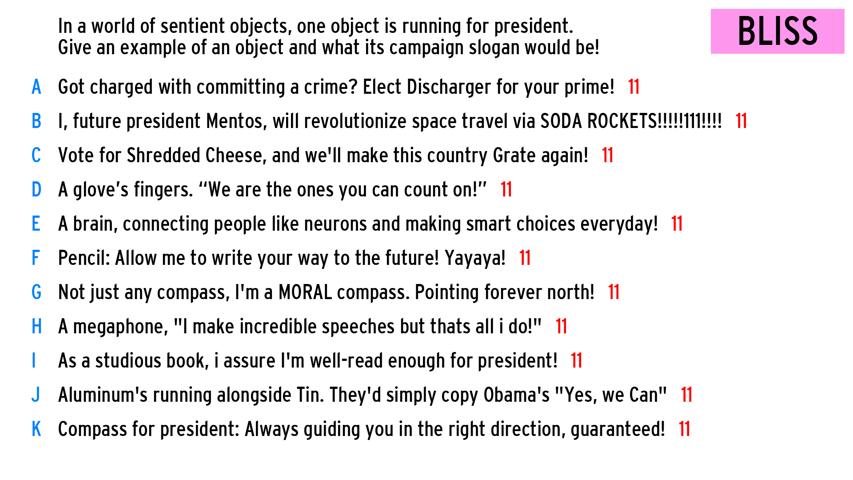 In a world of sentient objects, one object is running for president.
Give an example of an object and what its campaign slogan would be!
BLISS
A Got charged with committing a crime? Elect Discharger for your prime! 11
B I, future president Mentos, will revolutionize space travel via SODA ROCKETS!!!!!111!!!! 11
C Vote for Shredded Cheese, and we'll make this country Grate again! 11
D A glove’s fingers. “We are the ones you can count on!” 11
E A brain, connecting people like neurons and making smart choices everyday! 11
F Pencil: Allow me to write your way to the future! Yayaya! 11
G Not just any compass, I'm a MORAL compass. Pointing forever north! 11
H A megaphone, "I make incredible speeches but thats all i do!" 11
I As a studious book, i assure I'm well-read enough for president! 11
J Aluminum's running alongside Tin. They'd simply copy Obama's "Yes, we Can" 11
K Compass for president: Always guiding you in the right direction, guaranteed! 11